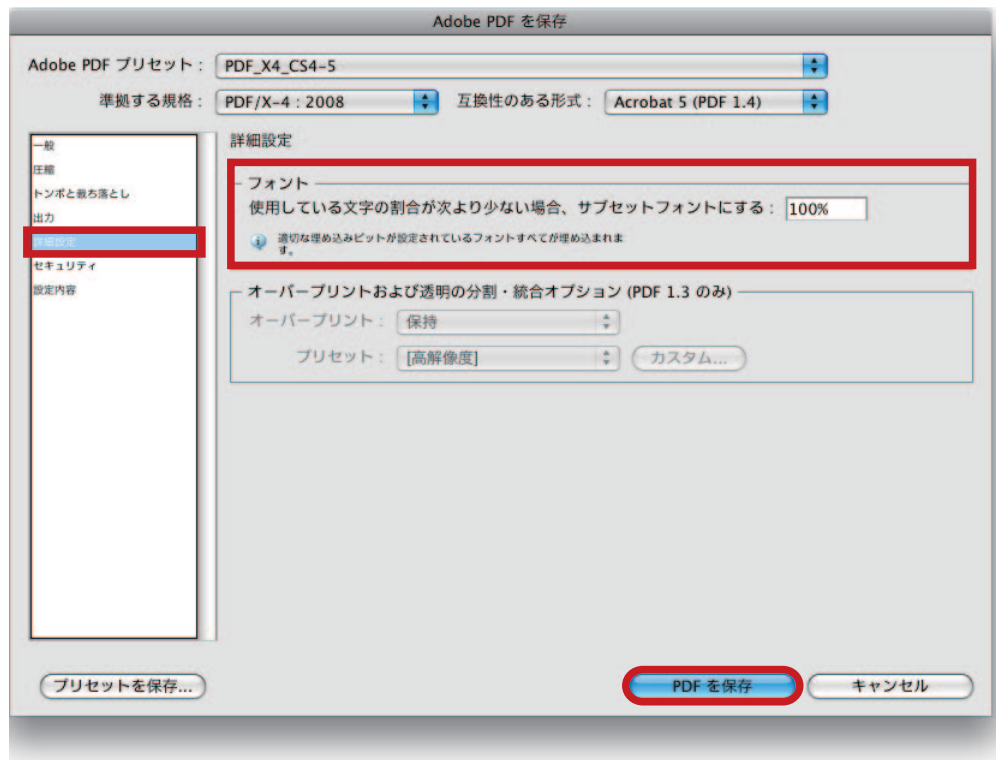 Adobe PDF を保存
Adobe PDF プリセット： PDF_X4_CS4-5
準拠する規格： PDF/X-4 : 2008 互換性のある形式： Acrobat 5 (PDF 1.4)
一般
圧縮
トンボと裁ち落とし
出力
詳細設定
セキュリティ
設定内容
詳細設定
フォント
使用している文字の割合が次より少ない場合、サブセットフォントにする： 100%
適切な埋め込みビットが設定されているフォントすべてが埋め込まれま
す。
オーバープリントおよび透明の分割・統合オプション (PDF 1.3 のみ)
オーバープリント： 保持
プリセット： [高解像度] カスタム...
プリセットを保存... PDF を保存 キャンセル